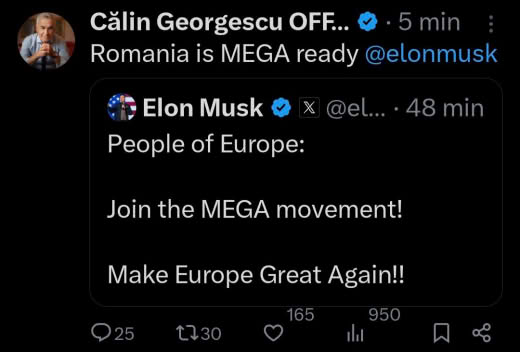 Călin Georgescu OFF... · 5 min
Romania is MEGA ready @elonmusk
Elon Musk X @el... · 48 min
People of Europe:
Join the MEGA movement!
Make Europe Great Again!!
25 30 165 950